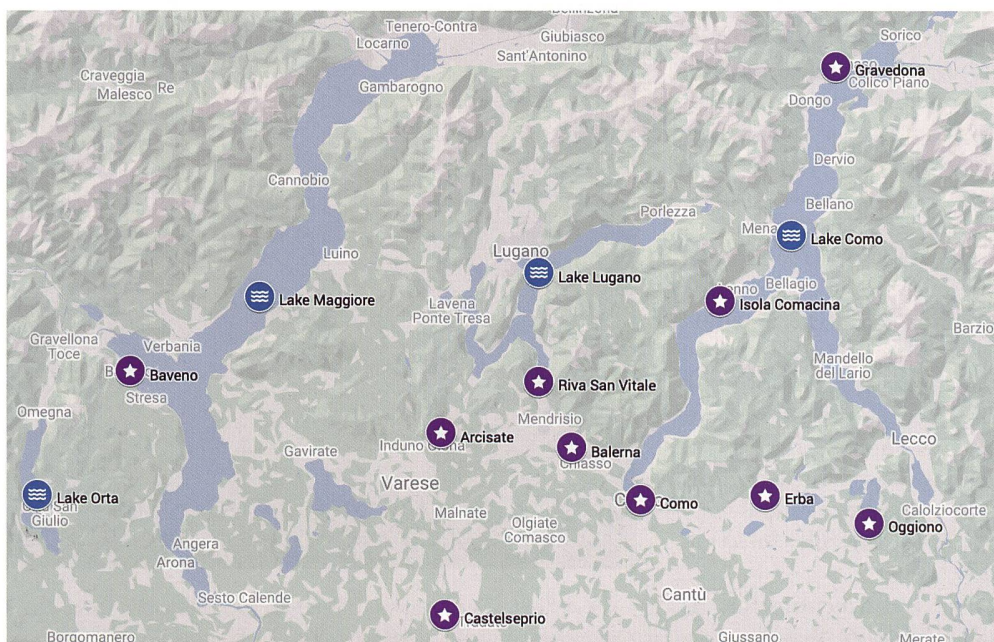 Tenero-Contra
Locarno
Giubiasco
Sant'Antonino
Sorico
Gravedona
Colico Piano
Craveggia
Malesco
Re
Gambarogno
Dongo
Dervio
Cannobio
Bellano
Porlezza
Lake Como
Luino
Lugano
Lake Lugano
Bellagio
Lake Maggiore
Isola Comacina
Lavena
Ponte Tresa
Barzio
Gravellona
Toce
Verbania
Baveno
Mandello
del Lario
Riva San Vitale
Stresa
Omegna
Mendrisio
Arcisate
Lecco
Gavirate
Balerna
Chiasso
Varese
Lake Orta
Giulio
Como
Erba
Calolziocorte
Malnate
Olgiate
Comasco
Oggiono
Angera
Arona
Sesto Calende
Cantù
Castelseprio
Borgomanero
Giussano
Merate